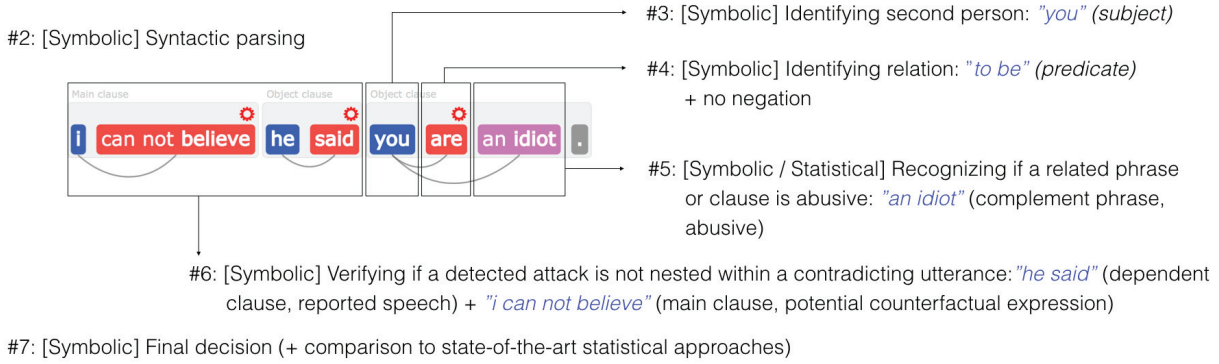 #3: [Symbolic] Identifying second person: "you" (subject)
#2: [Symbolic] Syntactic parsing
#4: [Symbolic] Identifying relation: "to be" (predicate)
+ no negation
Main clause Object clause Object clause
i can not believe he said you are an idiot .
#5: [Symbolic / Statistical] Recognizing if a related phrase
or clause is abusive: "an idiot" (complement phrase,
abusive)
#6: [Symbolic] Verifying if a detected attack is not nested within a contradicting utterance: "he said" (dependent
clause, reported speech) + "i can not believe" (main clause, potential counterfactual expression)
#7: [Symbolic] Final decision (+ comparison to state-of-the-art statistical approaches)